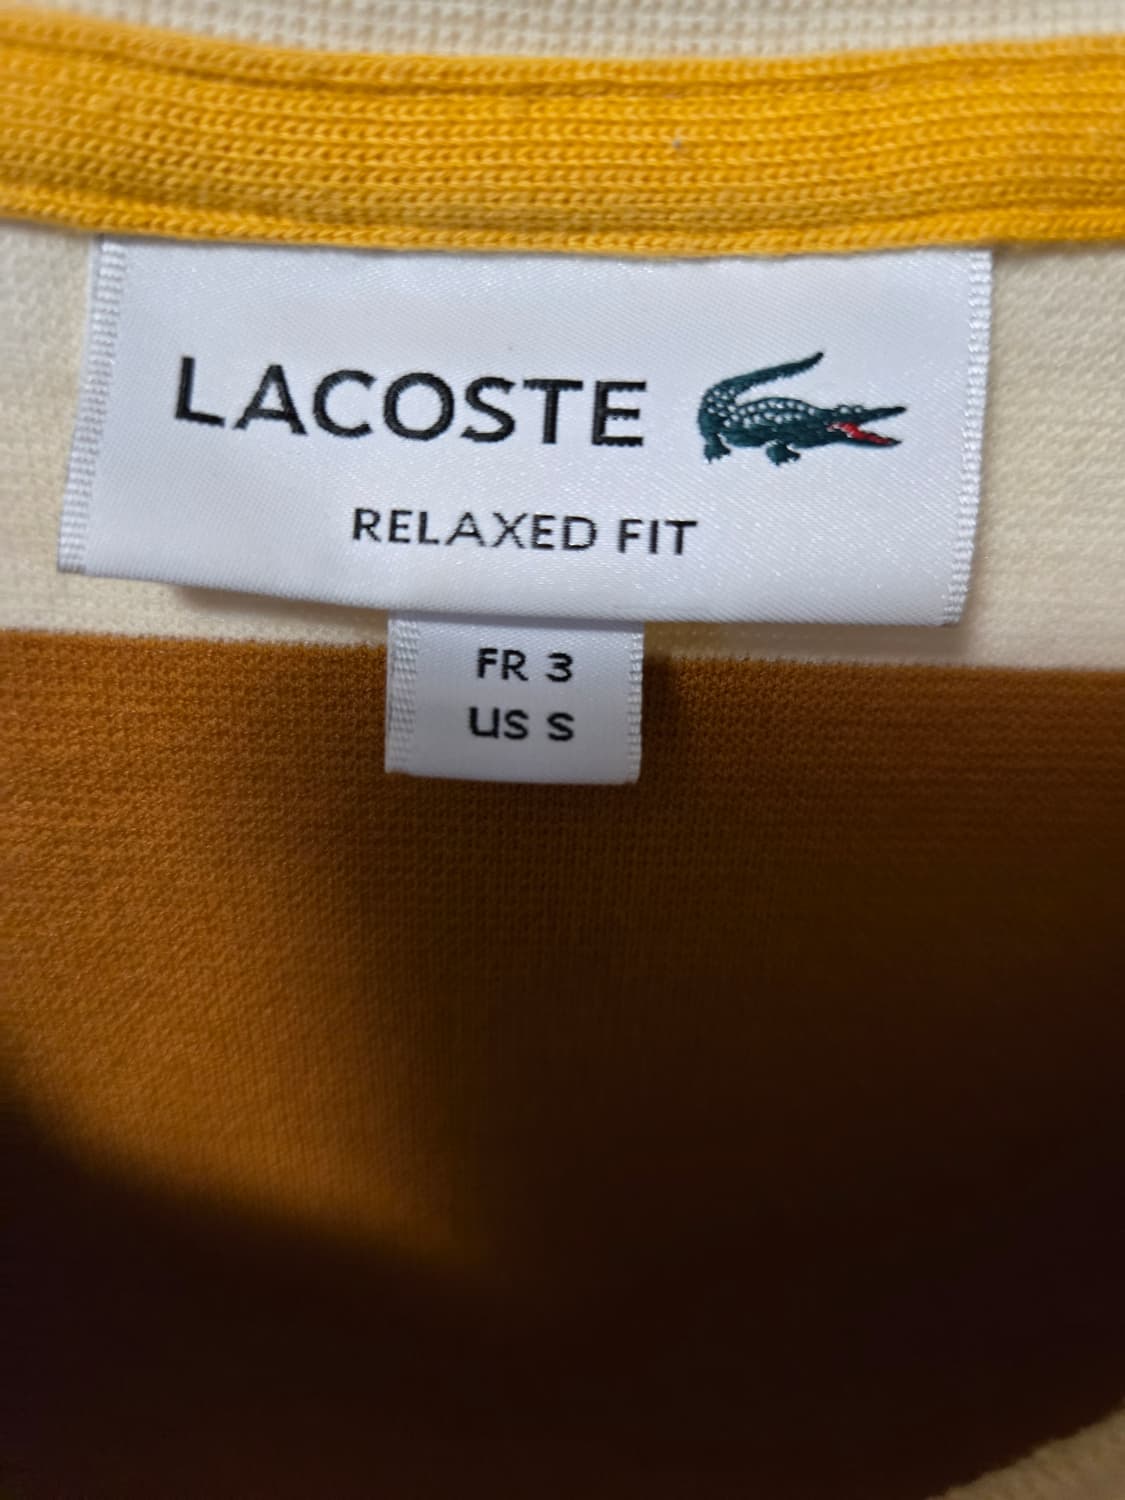 LACOSTE
RELAXED FIT
FR 3
US S